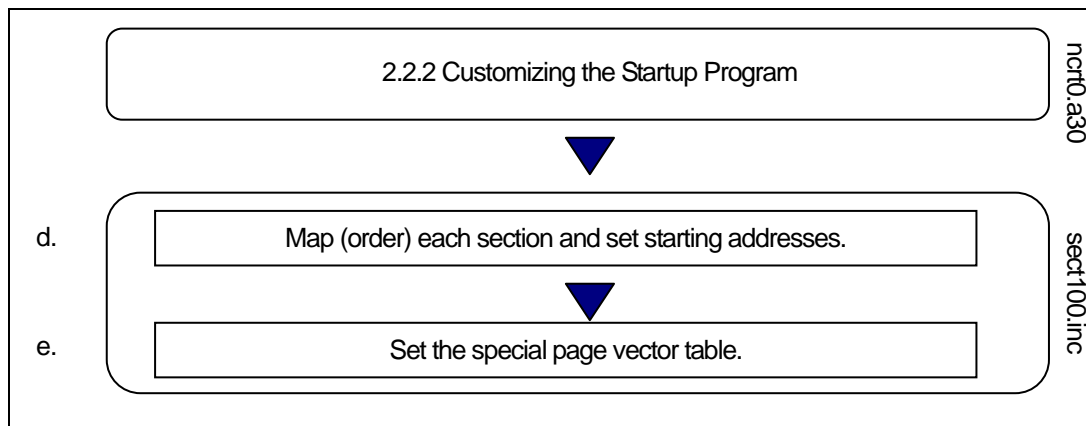 2.2.2 Customizing the Startup Program
ncrt0.a30
d.
Map (order) each section and set starting addresses.
e.
Set the special page vector table.
sect100.inc